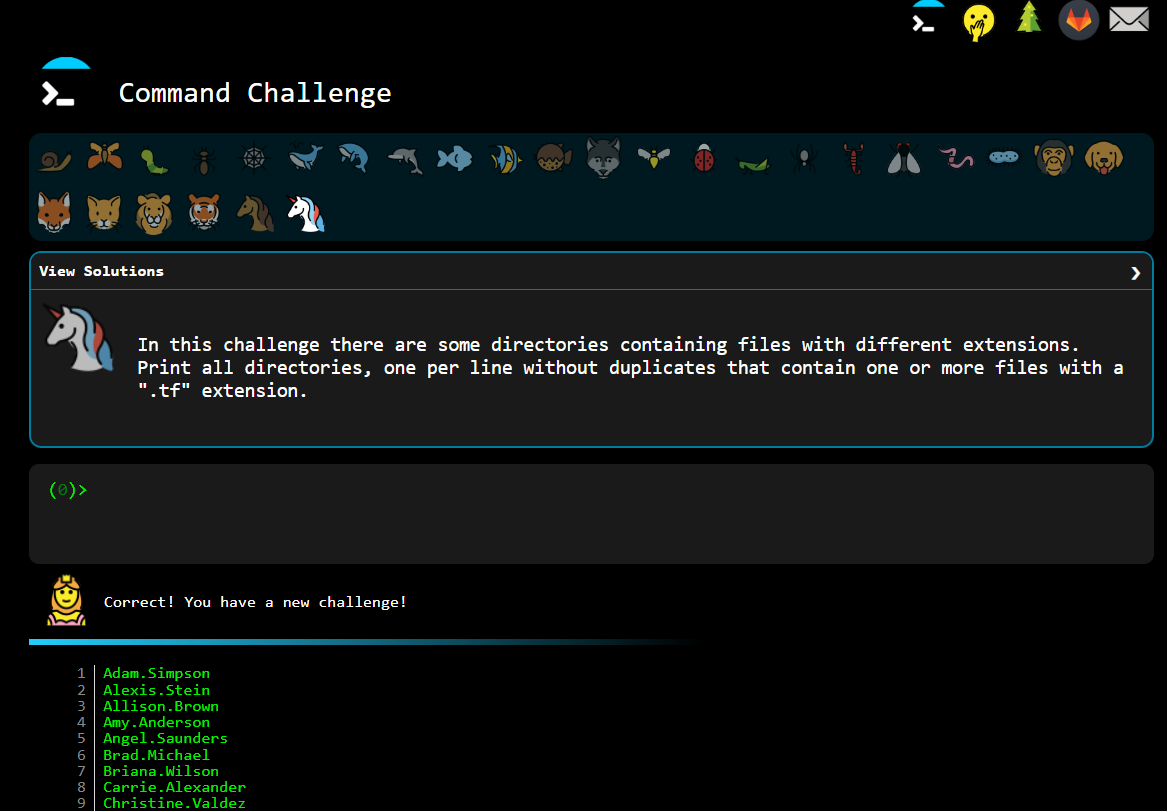 Command Challenge
View Solutions
In this challenge there are some directories containing files with different extensions.
Print all directories, one per line without duplicates that contain one or more files with a
".tf" extension.
(0)>
Correct! You have a new challenge!
1 Adam.Simpson
2 Alexis.Stein
3 Allison.Brown
4 Amy.Anderson
5 Angel.Saunders
6 Brad.Michael
7 Briana.Wilson
8 Carrie.Alexander
9 Christine.Valdez